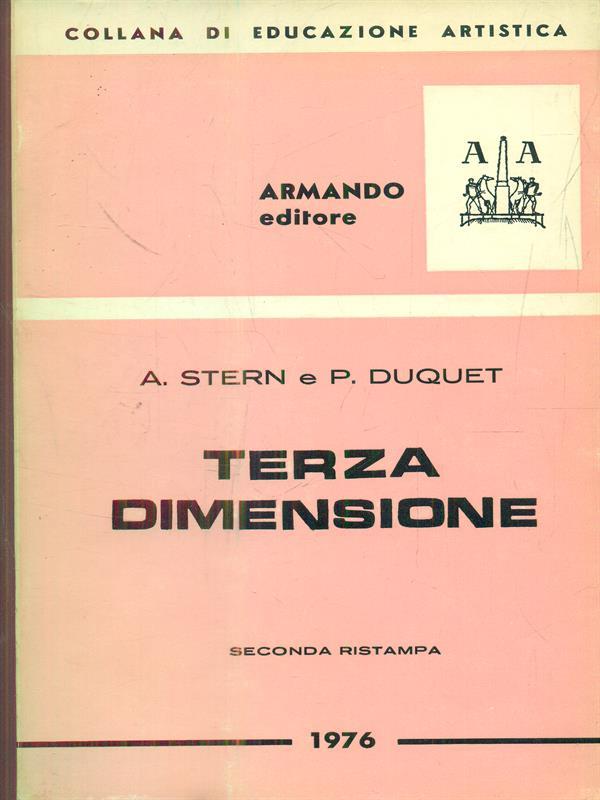 COLLANA DI EDUCAZIONE ARTISTICA
A A
ARMANDO
editore
A. STERN e P. DUQUET
TERZA
DIMENSIONE
SECONDA RISTAMPA
1976